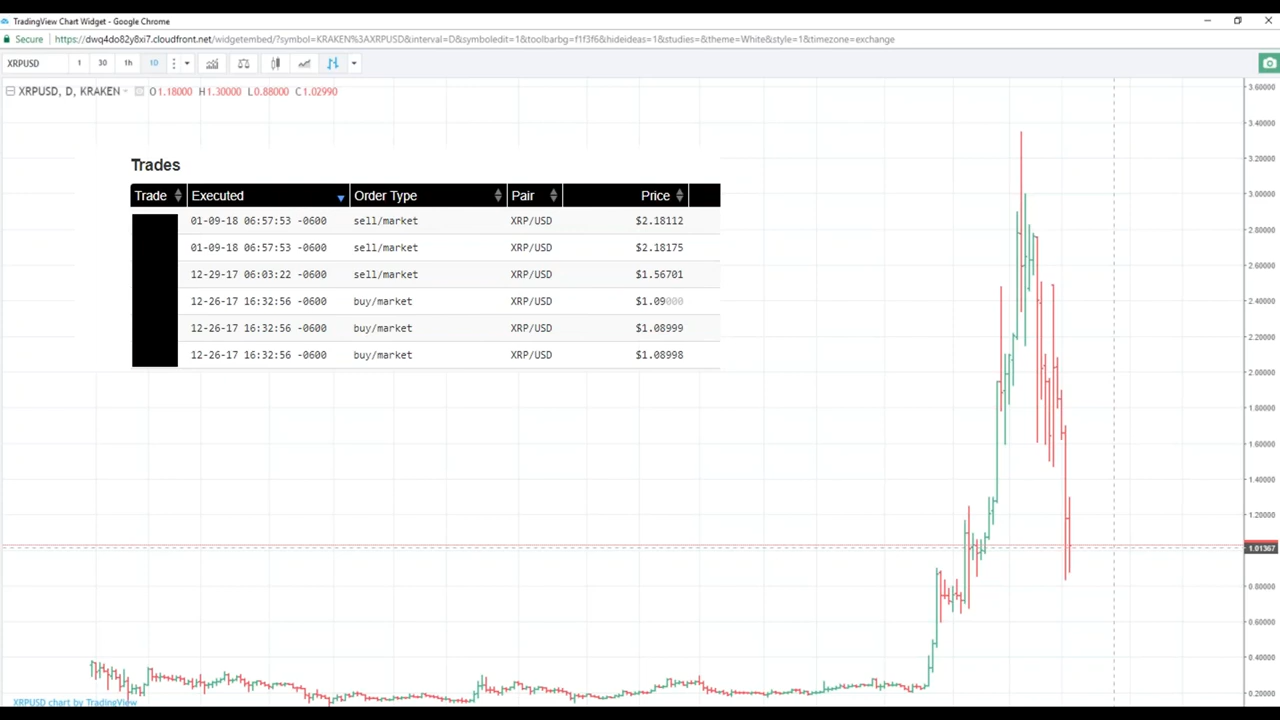 TradingView Chart Widget - Google Chrome
Secure https://dwq4do82y8xi7.cloudfront.net/widgetembed/?symbol=KRAKEN%3AXRPUSD&interval=D&symboledit=1&toolbarbg=f1f3f6&hideideas=1&studies=&theme=White&style=1&timezone=exchange
XRPUSD 1 30 1h 1D
XRPUSD, D, KRAKEN O1.18000 H1.30000 L0.88000 C1.02990
3.60000
3.40000
3.20000
3.00000
2.80000
2.60000
2.40000
2.20000
2.00000
1.80000
1.60000
1.40000
1.20000
1.01367
0.80000
0.60000
0.40000
0.20000
Trades
Trade Executed Order Type Pair Price
01-09-18 06:57:53 -0600 sell/market XRP/USD $2.18112
01-09-18 06:57:53 -0600 sell/market XRP/USD $2.18175
12-29-17 06:03:22 -0600 sell/market XRP/USD $1.56701
12-26-17 16:32:56 -0600 buy/market XRP/USD $1.09000
12-26-17 16:32:56 -0600 buy/market XRP/USD $1.08999
12-26-17 16:32:56 -0600 buy/market XRP/USD $1.08998
XRPUSD chart by TradingView